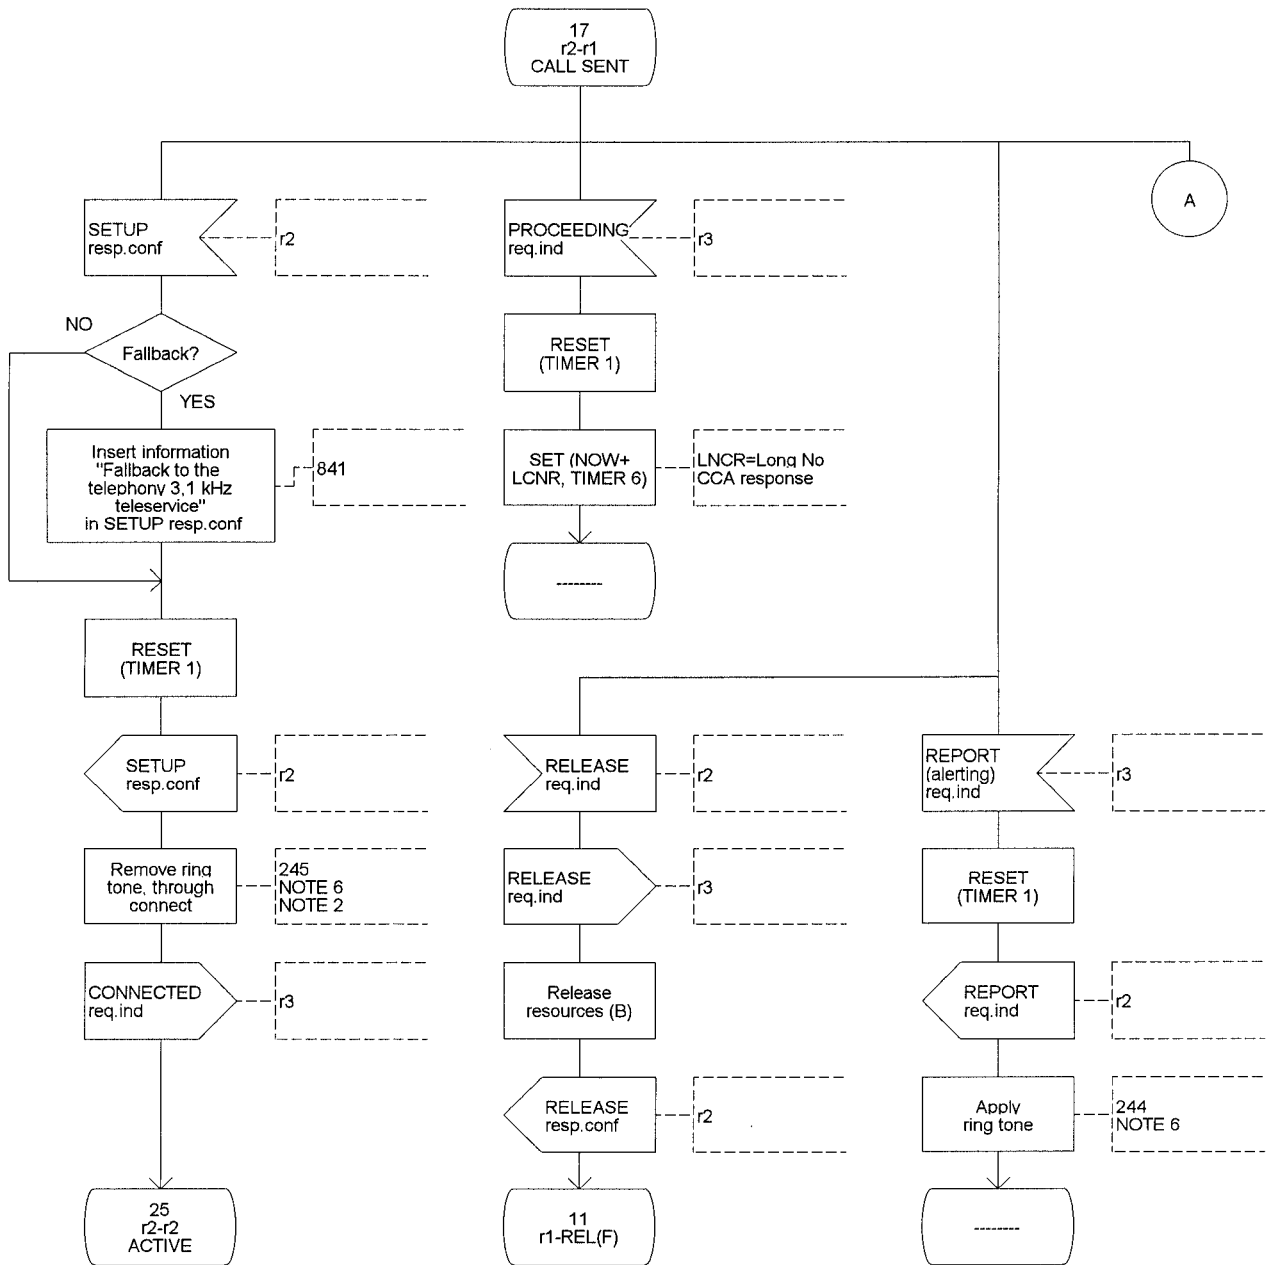 17
r2-r1
CALL SENT
A
SETUP
resp.conf
r2
PROCEEDING
req.ind
r3
NO
Fallback?
YES
RESET
(TIMER 1)
Insert information
"Fallback to the
telephony 3,1 kHz
teleservice"
in SETUP resp.conf
841
SET (NOW+
LCNR, TIMER 6)
LNCR=Long No
CCA response
--------
RESET
(TIMER 1)
SETUP
resp.conf
r2
RELEASE
req.ind
r2
REPORT
(alerting)
req.ind
r3
Remove ring
tone, through
connect
245
NOTE 6
NOTE 2
RELEASE
req.ind
r3
RESET
(TIMER 1)
CONNECTED
req.ind
r3
Release
resources (B)
REPORT
req.ind
r2
RELEASE
resp.conf
r2
Apply
ring tone
244
NOTE 6
25
r2-r2
ACTIVE
11
r1-REL(F)
--------